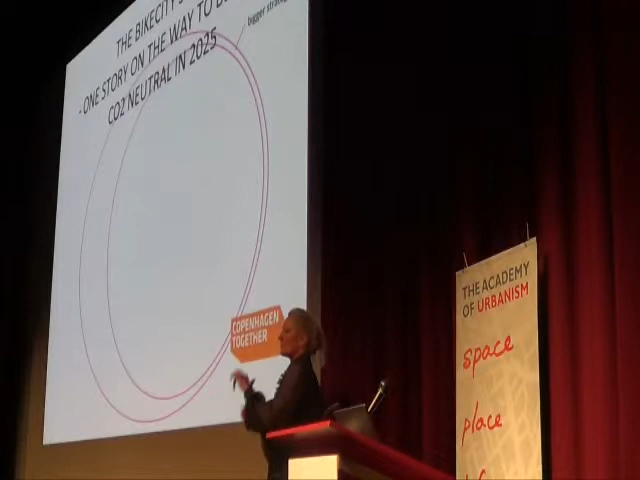 THE BIKECITY
- ONE STORY ON THE WAY TO
CO2 NEUTRAL IN 2025
bigger
COPENHAGEN
TOGETHER
THE ACADEMY
OF URBANISM
space
place